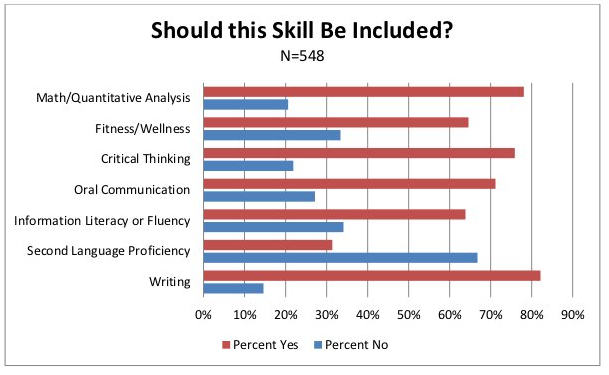 Should this Skill Be Included?
N=548
Math/Quantitative Analysis
Fitness/Wellness
Critical Thinking
Oral Communication
Information Literacy or Fluency
Second Language Proficiency
Writing
0% 10% 20% 30% 40% 50% 60% 70% 80% 90%
Percent Yes Percent No